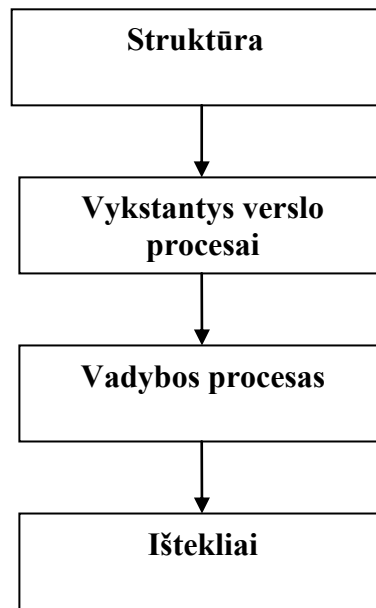 Struktūra
Vykstantys verslo
procesai
Vadybos procesas
Ištekliai